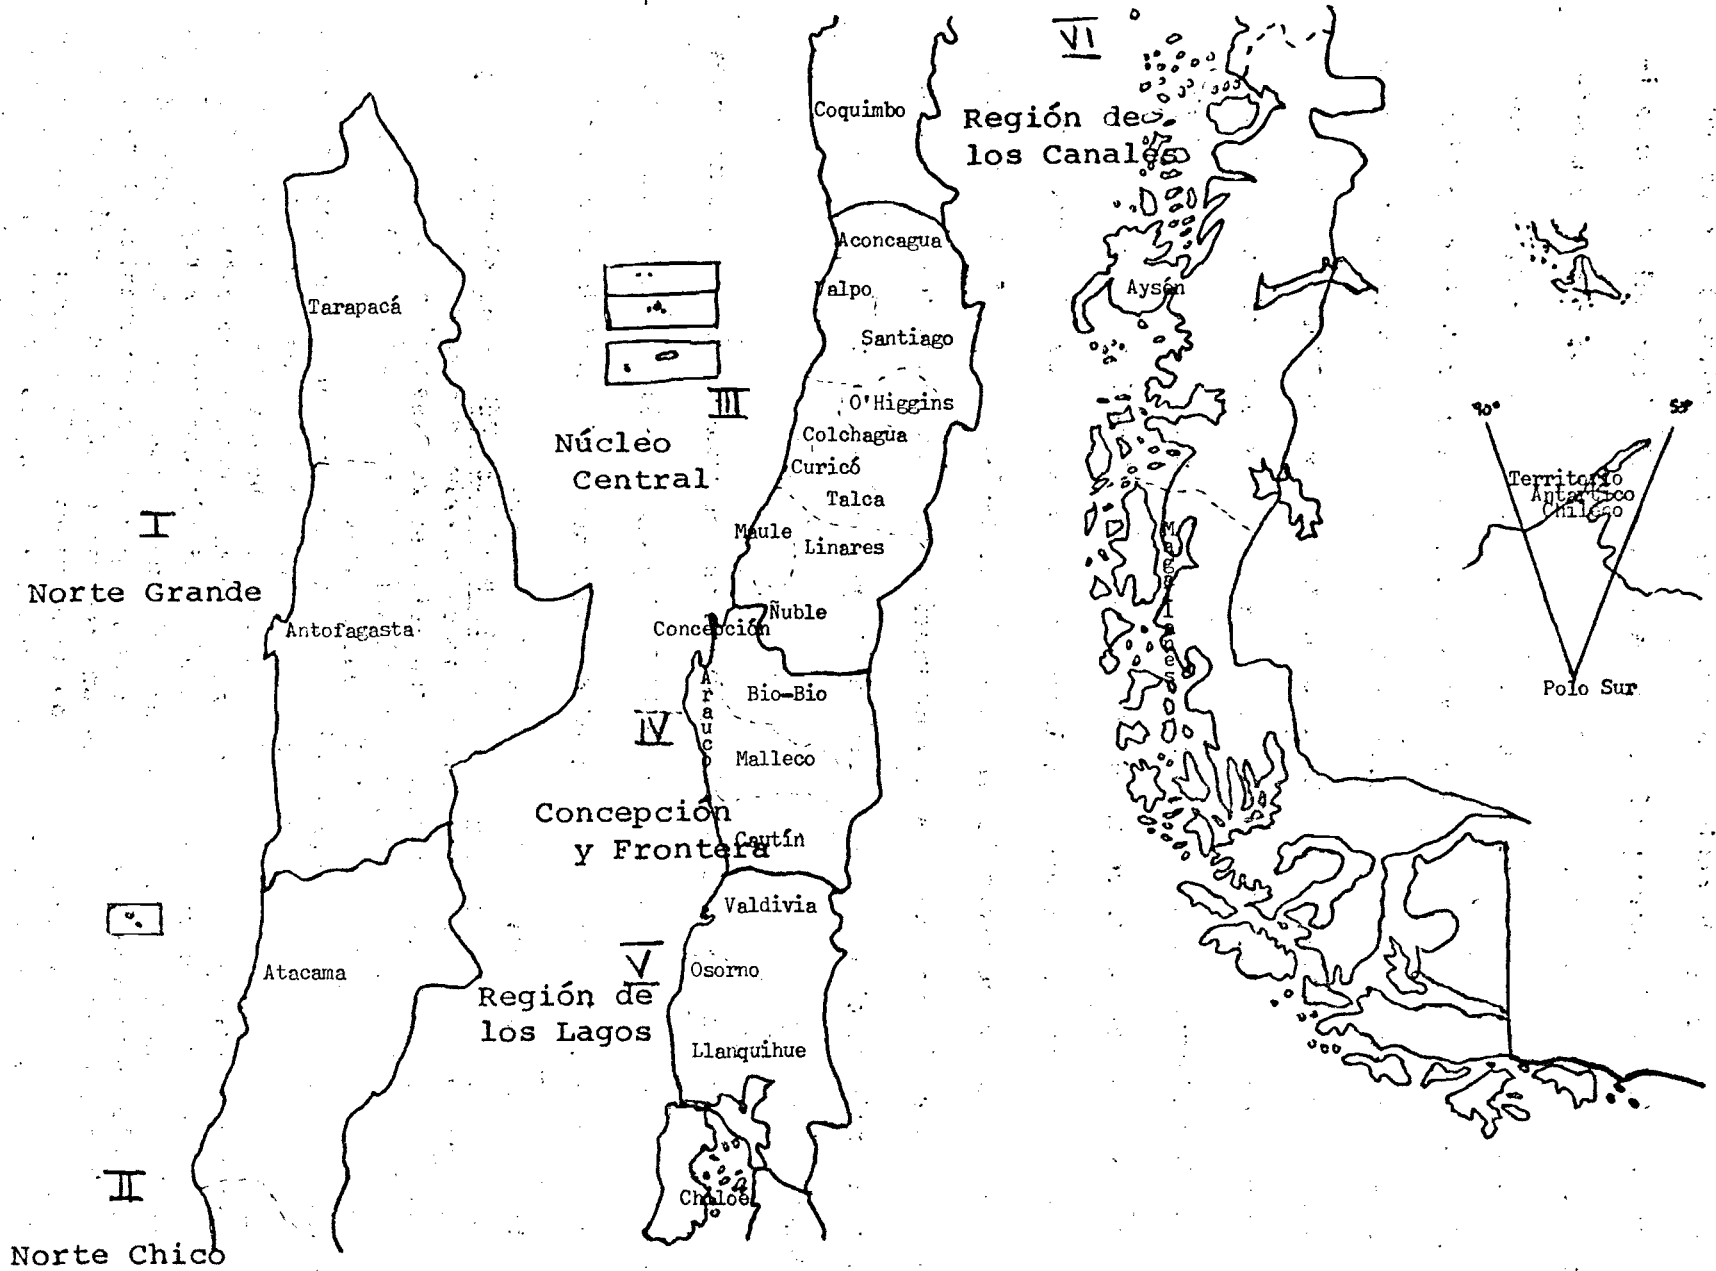 Tarapacá
I
Norte Grande
Antofagasta
Atacama
II
Norte Chico
Coquimbo
Aconcagua
Valpo
Santiago
III
Núcleo
Central
O'Higgins
Colchagua
Curicó
Talca
Maule
Linares
Ñuble
Concepción
Arauco
Bio-Bio
IV
Malleco
Concepción
y Frontera
Cautín
Valdivia
V
Osorno
Región de
los Lagos
Llanquihue
Chiloé
VI
Región de
los Canales
Aysén
Magallanes
90°
53°
Territorio
Antártico
Chileno
Polo Sur